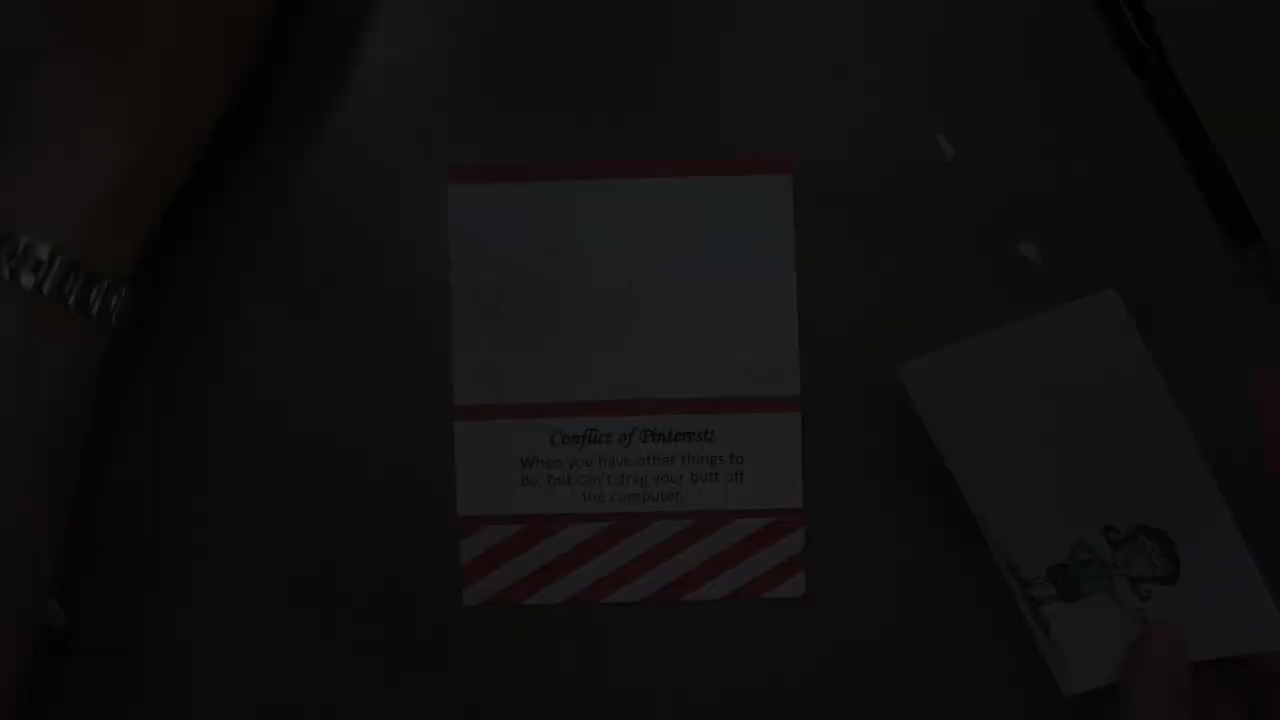 Conflict of Pinterest:
When you have other things to
do, but can't drag your butt off
the computer.